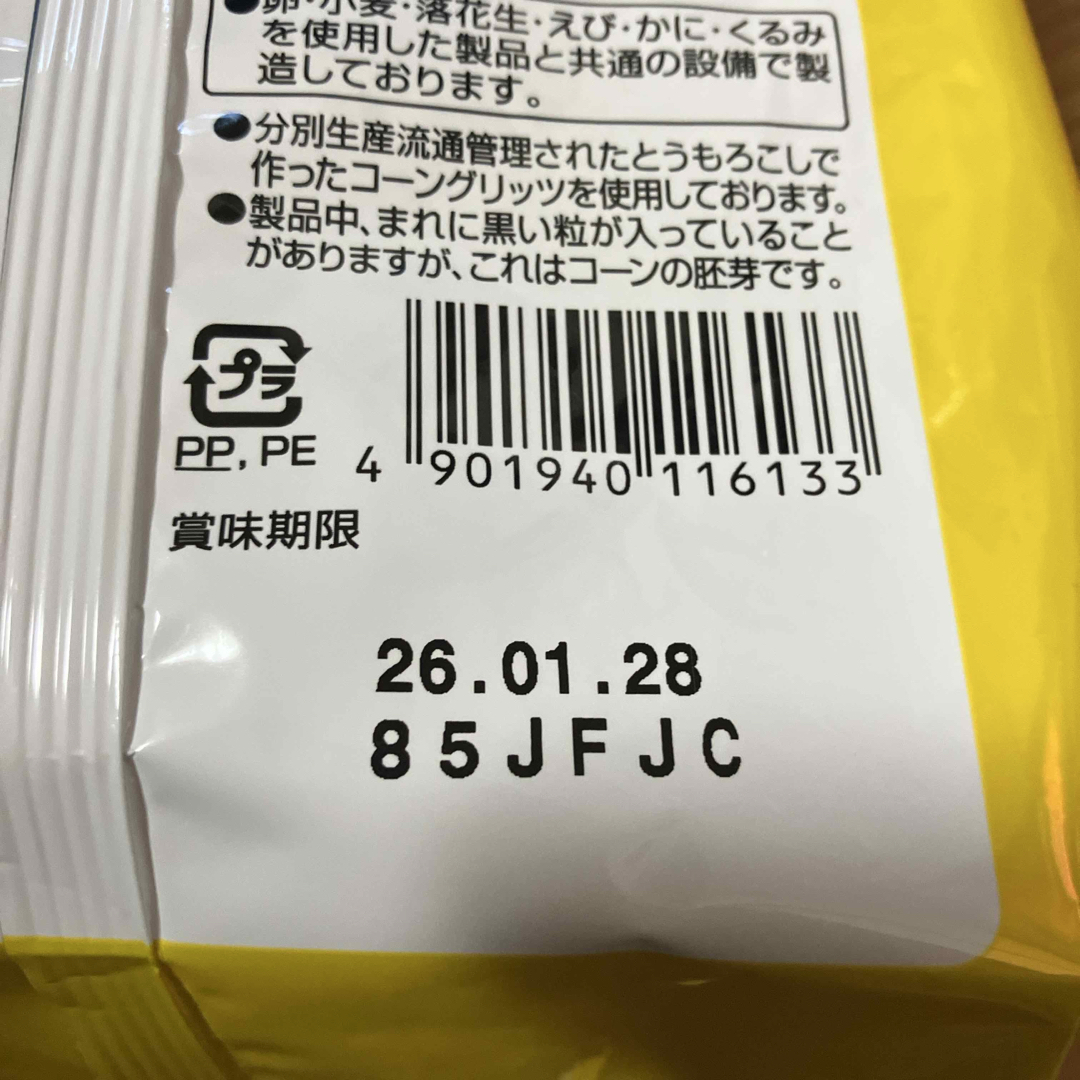 卵・小麦・落花生・えび・かに・くるみ
を使用した製品と共通の設備で製
造しております。
●分別生産流通管理されたとうもろこしで
作ったコーングリッツを使用しております。
●製品中、まれに黒い粒が入っていること
がありますが、これはコーンの胚芽です。
プラ
PP, PE
4 901940 116133
賞味期限
26.01.28
85JFJC